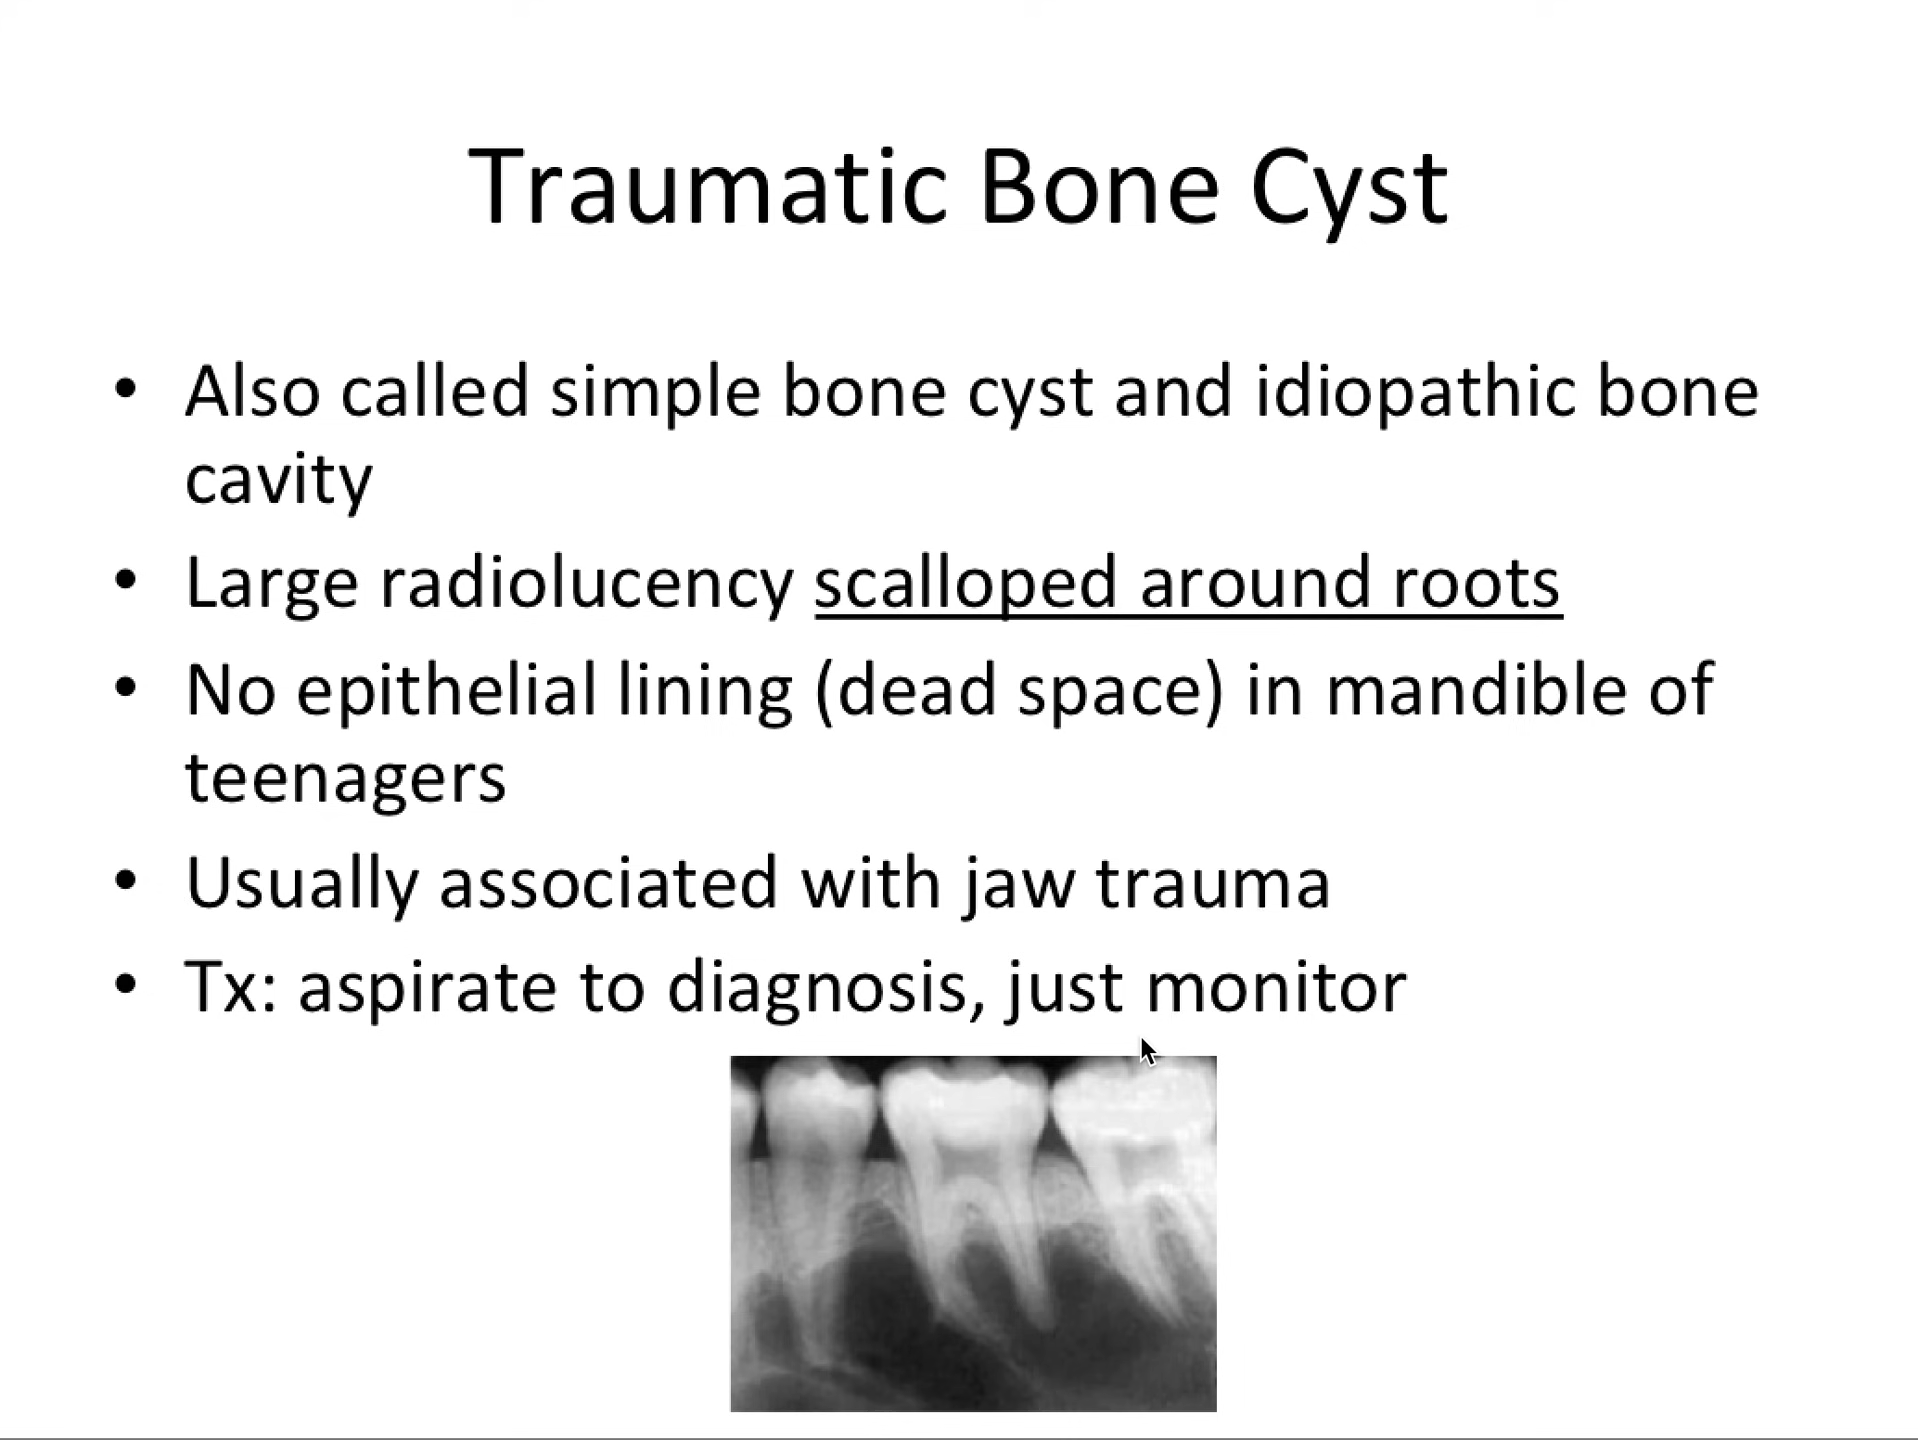 Traumatic Bone Cyst
• Also called simple bone cyst and idiopathic bone
cavity
• Large radiolucency scalloped around roots
• No epithelial lining (dead space) in mandible of
teenagers
• Usually associated with jaw trauma
• Tx: aspirate to diagnosis, just monitor